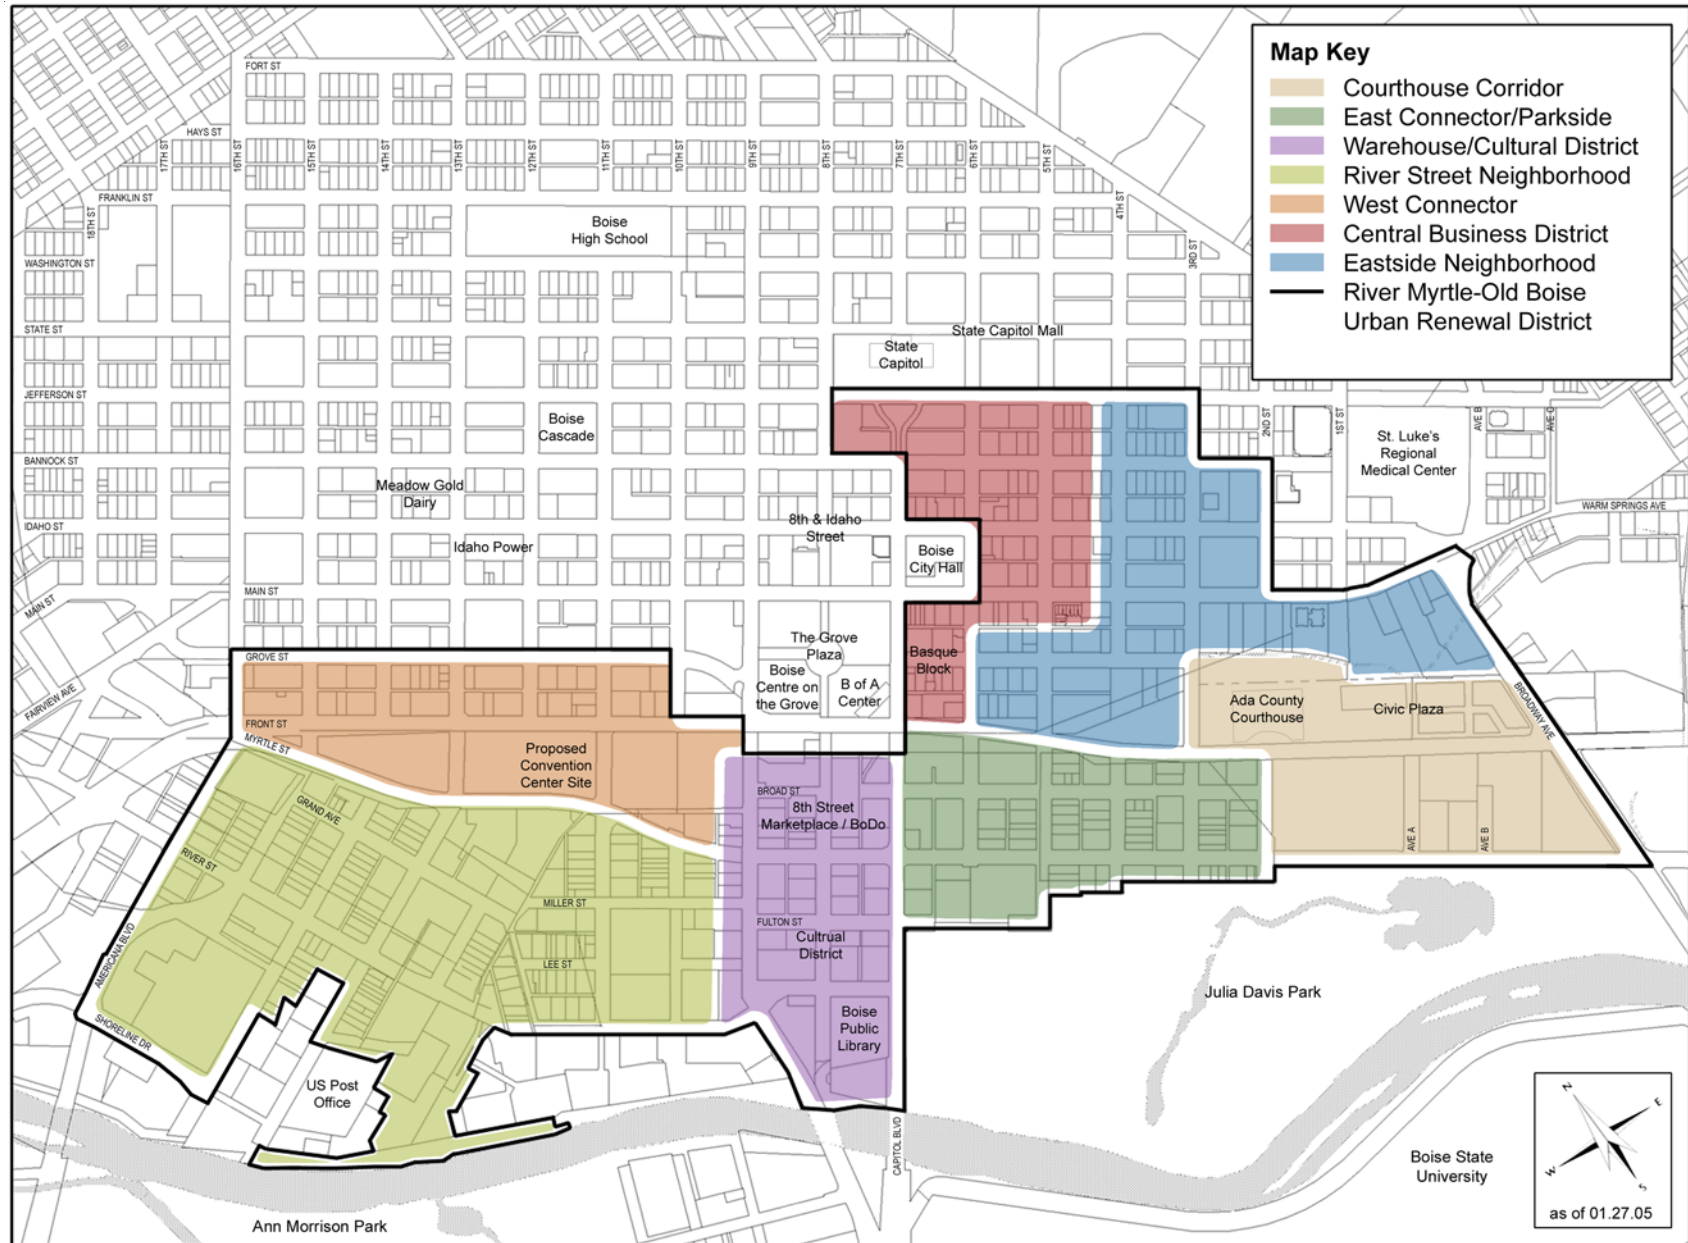 Map Key
Courthouse Corridor
East Connector/Parkside
Warehouse/Cultural District
River Street Neighborhood
West Connector
Central Business District
Eastside Neighborhood
River Myrtle-Old Boise
Urban Renewal District
FORT ST
HAYS ST
17TH ST
16TH ST
15TH ST
14TH ST
13TH ST
12TH ST
11TH ST
10TH ST
9TH ST
8TH ST
7TH ST
6TH ST
5TH ST
4TH ST
3RD ST
FRANKLIN ST
18TH ST
Boise
High School
WASHINGTON ST
STATE ST
State Capitol Mall
State
Capitol
JEFFERSON ST
Boise
Cascade
2ND ST
1ST ST
AVE B
AVE C
St. Luke's
Regional
Medical Center
BANNOCK ST
Meadow Gold
Dairy
WARM SPRINGS AVE
IDAHO ST
8th & Idaho
Street
Idaho Power
Boise
City Hall
MAIN ST
MAIN ST
The Grove
Plaza
Basque
Block
GROVE ST
Boise
Centre on
the Grove
B of A
Center
FAIRVIEW AVE
Ada County
Courthouse
Civic Plaza
BROADWAY AVE
FRONT ST
MYRTLE ST
Proposed
Convention
Center Site
BROAD ST
8th Street
Marketplace / BoDo
GRAND AVE
AVE A
AVE B
RIVER ST
MILLER ST
FULTON ST
Cultrual
District
AMERICANA BLVD
LEE ST
Julia Davis Park
Boise
Public
Library
SHORELINE DR
US Post
Office
CAPITOL BLVD
Boise State
University
Ann Morrison Park
N
E
W
S
as of 01.27.05